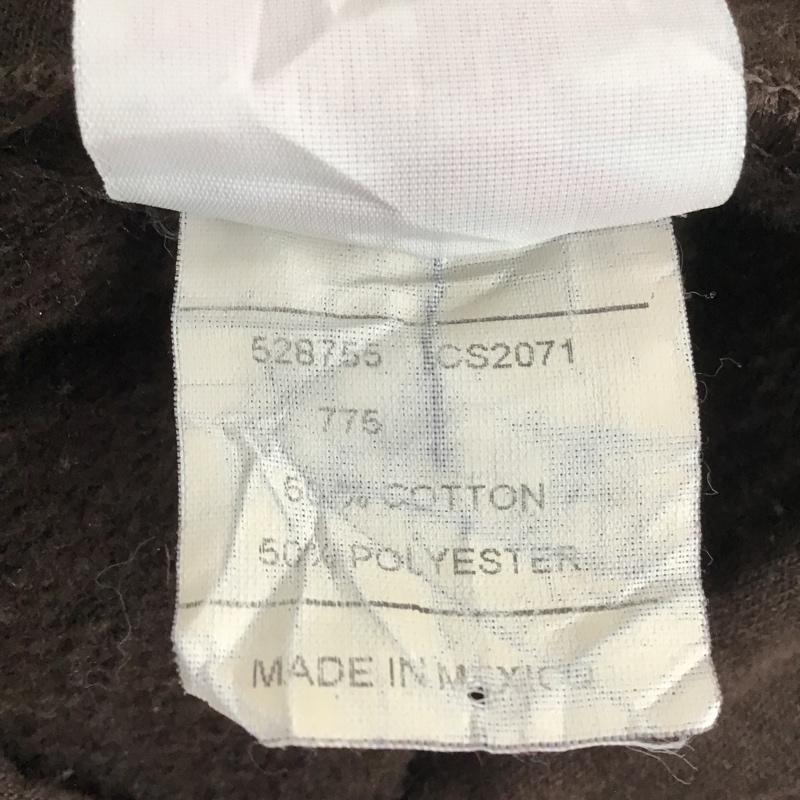 528755 CS2071
775
50% COTTON
50% POLYESTER
MADE IN MEXICO